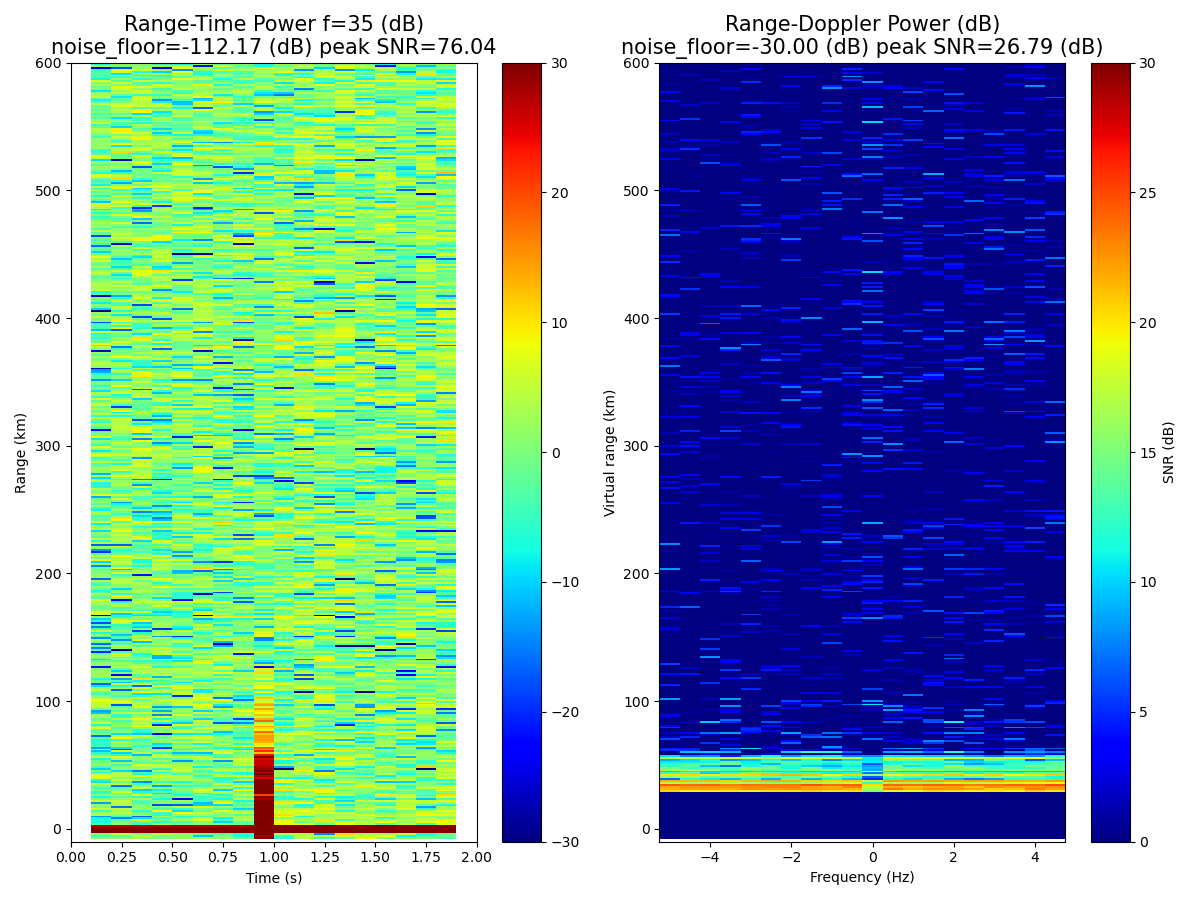 Range-Time Power f=35 (dB)
noise_floor=-112.17 (dB) peak SNR=76.04
600
500
400
300
200
100
0
Range (km)
0.00 0.25 0.50 0.75 1.00 1.25 1.50 1.75 2.00
Time (s)
30
20
10
0
−10
−20
−30
Range-Doppler Power (dB)
noise_floor=-30.00 (dB) peak SNR=26.79 (dB)
600
500
400
300
200
100
0
Virtual range (km)
−4 −2 0 2 4
Frequency (Hz)
30
25
20
15
10
5
0
SNR (dB)